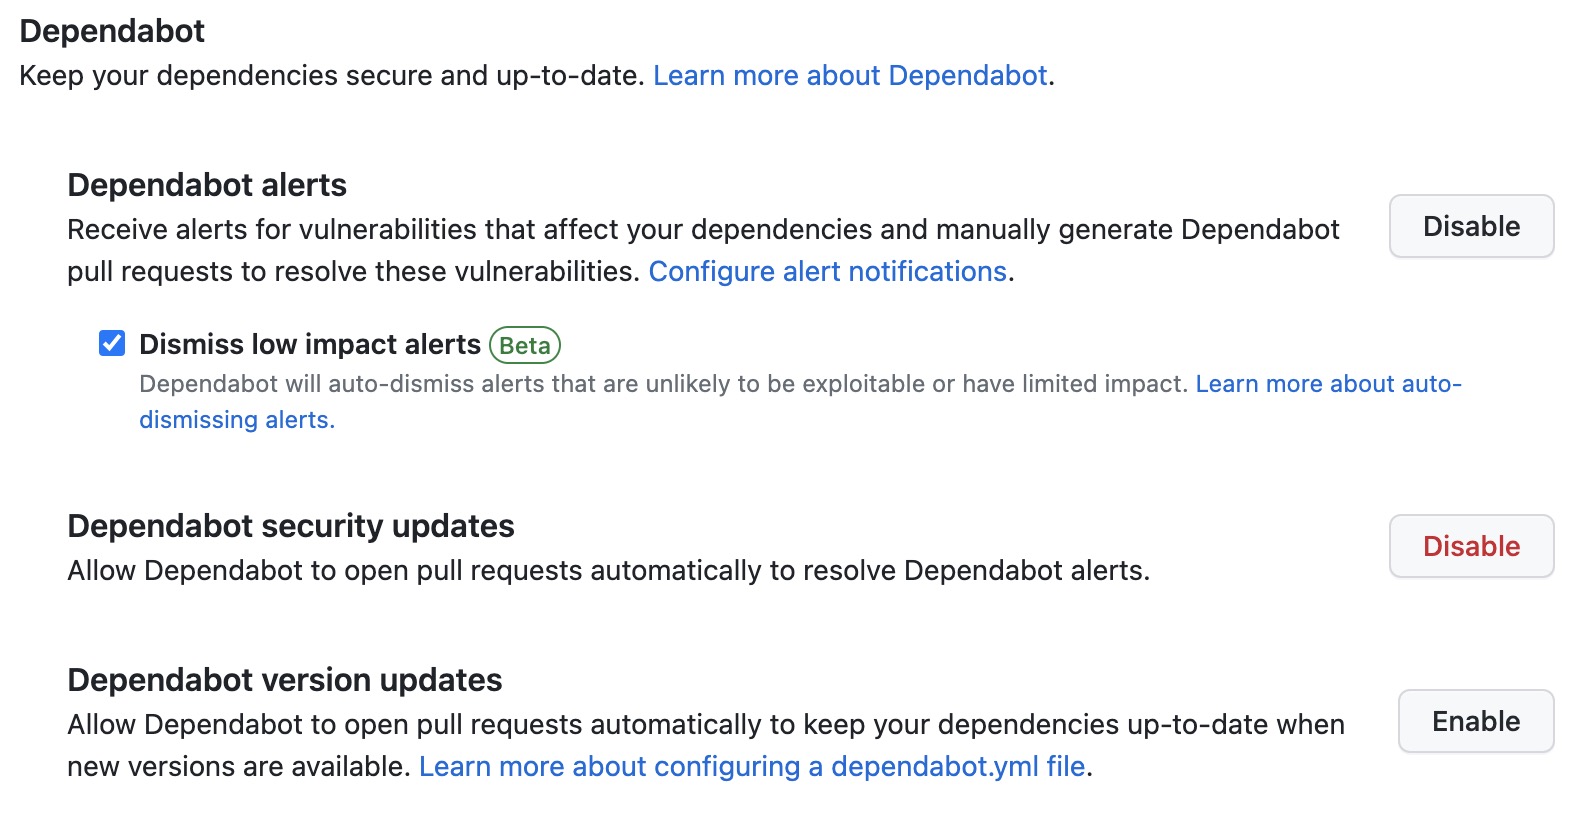 Dependabot
Keep your dependencies secure and up-to-date. Learn more about Dependabot.
Dependabot alerts
Receive alerts for vulnerabilities that affect your dependencies and manually generate Dependabot
pull requests to resolve these vulnerabilities. Configure alert notifications.
Disable
Dismiss low impact alerts Beta
Dependabot will auto-dismiss alerts that are unlikely to be exploitable or have limited impact. Learn more about auto-
dismissing alerts.
Dependabot security updates
Allow Dependabot to open pull requests automatically to resolve Dependabot alerts.
Disable
Dependabot version updates
Allow Dependabot to open pull requests automatically to keep your dependencies up-to-date when
new versions are available. Learn more about configuring a dependabot.yml file.
Enable